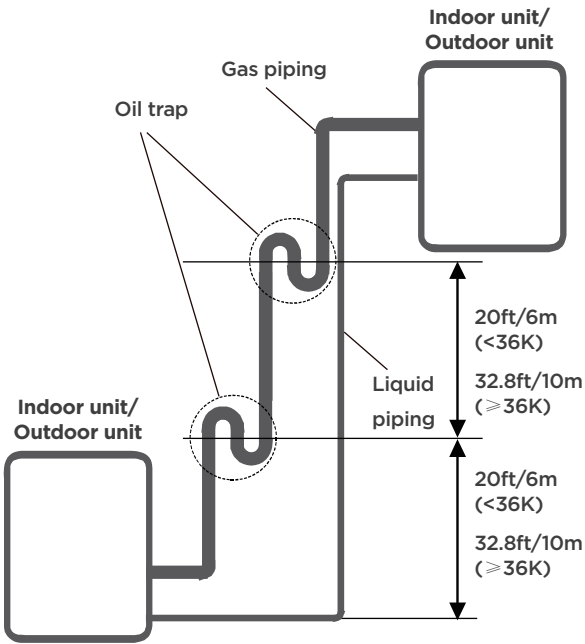 Indoor unit/
Outdoor unit
Gas piping
Oil trap
20ft/6m
(<36K)
32.8ft/10m
(⩾36K)
Liquid
piping
Indoor unit/
Outdoor unit
20ft/6m
(<36K)
32.8ft/10m
(⩾36K)